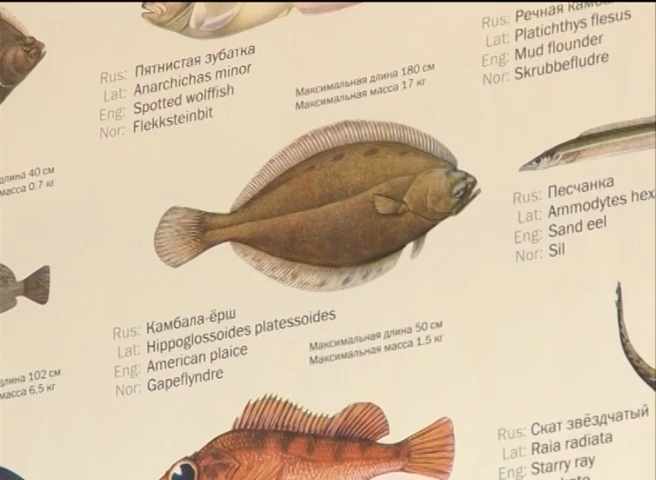 Rus: Пятнистая зубатка
Lat: Anarchichas minor
Eng: Spotted wolffish
Nor: Flekksteinbit
Максимальная длина 180 см
Максимальная масса 17 кг
Rus: Речная
Lat: Platichthys flesus
Eng: Mud flounder
Nor: Skrubbefludre
длина 40 см
масса 0.7 кг
Rus: Песчанка
Lat: Ammodytes hex
Eng: Sand eel
Nor: Sil
Rus: Камбала-ёрш
Lat: Hippoglossoides platessoides
Eng: American plaice
Nor: Gapeflyndre
Максимальная длина 50 см
Максимальная масса 1.5 кг
длина 102 см
масса 6,5 кг
Rus: Скат звёздчатый
Lat: Raia radiata
Eng: Starry ray